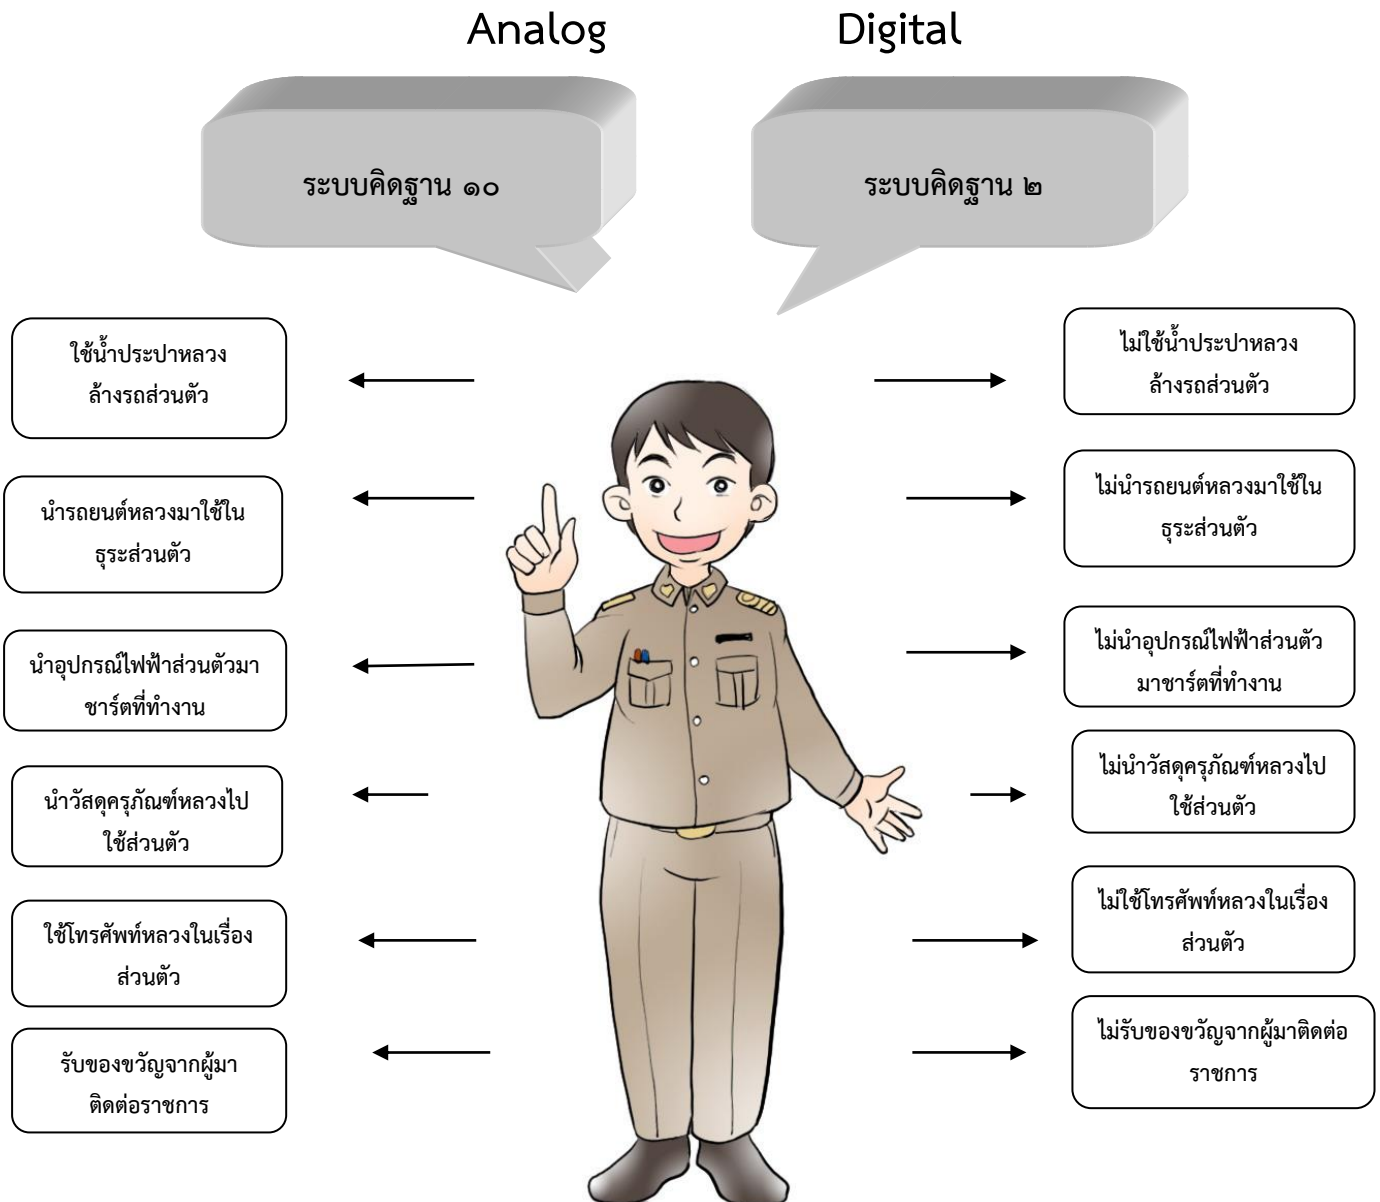 Analog
Digital
ระบบคิดฐาน ๑๐
ระบบคิดฐาน ๒
ใช้น้ำประปาหลวง
ล้างรถส่วนตัว
ไม่ใช้น้ำประปาหลวง
ล้างรถส่วนตัว
นำรถยนต์หลวงมาใช้ใน
ธุระส่วนตัว
ไม่นำรถยนต์หลวงมาใช้ใน
ธุระส่วนตัว
นำอุปกรณ์ไฟฟ้าส่วนตัวมา
ชาร์ตที่ทำงาน
ไม่นำอุปกรณ์ไฟฟ้าส่วนตัว
มาชาร์ตที่ทำงาน
นำวัสดุครุภัณฑ์หลวงไป
ใช้ส่วนตัว
ไม่นำวัสดุครุภัณฑ์หลวงไป
ใช้ส่วนตัว
ใช้โทรศัพท์หลวงในเรื่อง
ส่วนตัว
ไม่ใช้โทรศัพท์หลวงในเรื่อง
ส่วนตัว
รับของขวัญจากผู้มา
ติดต่อราชการ
ไม่รับของขวัญจากผู้มาติดต่อ
ราชการ